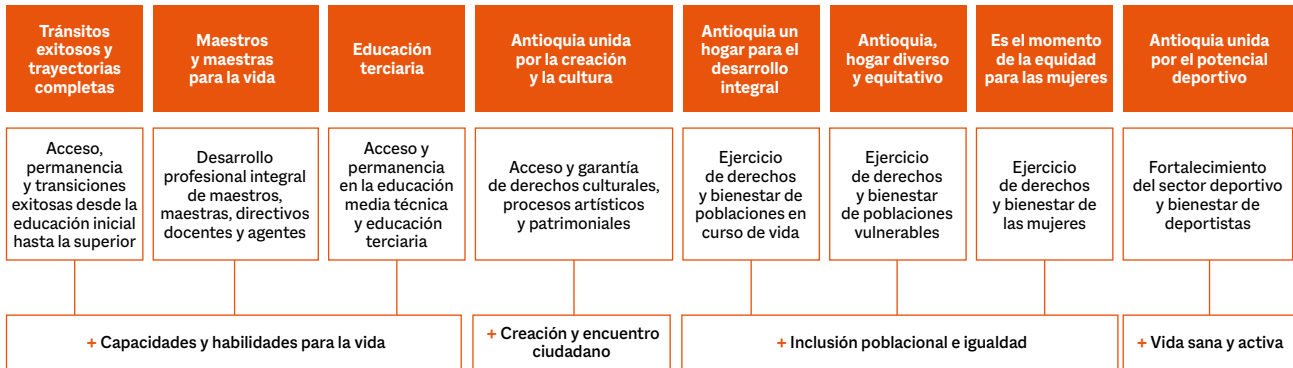 Tránsitos
exitosos y
trayectorias
completas
Maestros
y maestras
para la vida
Educación
terciaria
Antioquia unida
por la creación
y la cultura
Antioquia un
hogar para el
desarrollo
integral
Antioquia,
hogar diverso
y equitativo
Es el momento
de la equidad
para las mujeres
Antioquia unida
por el potencial
deportivo
Acceso,
permanencia
y transiciones
exitosas desde la
educación inicial
hasta la superior
Desarrollo
profesional integral
de maestros,
maestras, directivos
docentes y agentes
Acceso y
permanencia
en la educación
media técnica
y educación
terciaria
Acceso y garantía
de derechos culturales,
procesos artísticos
y patrimoniales
Ejercicio
de derechos
y bienestar de
poblaciones en
curso de vida
Ejercicio
de derechos
y bienestar
de poblaciones
vulnerables
Ejercicio
de derechos
y bienestar de
las mujeres
Fortalecimiento
del sector deportivo
y bienestar de
deportistas
+ Capacidades y habilidades para la vida
+ Creación y encuentro
ciudadano
+ Inclusión poblacional e igualdad
+ Vida sana y activa